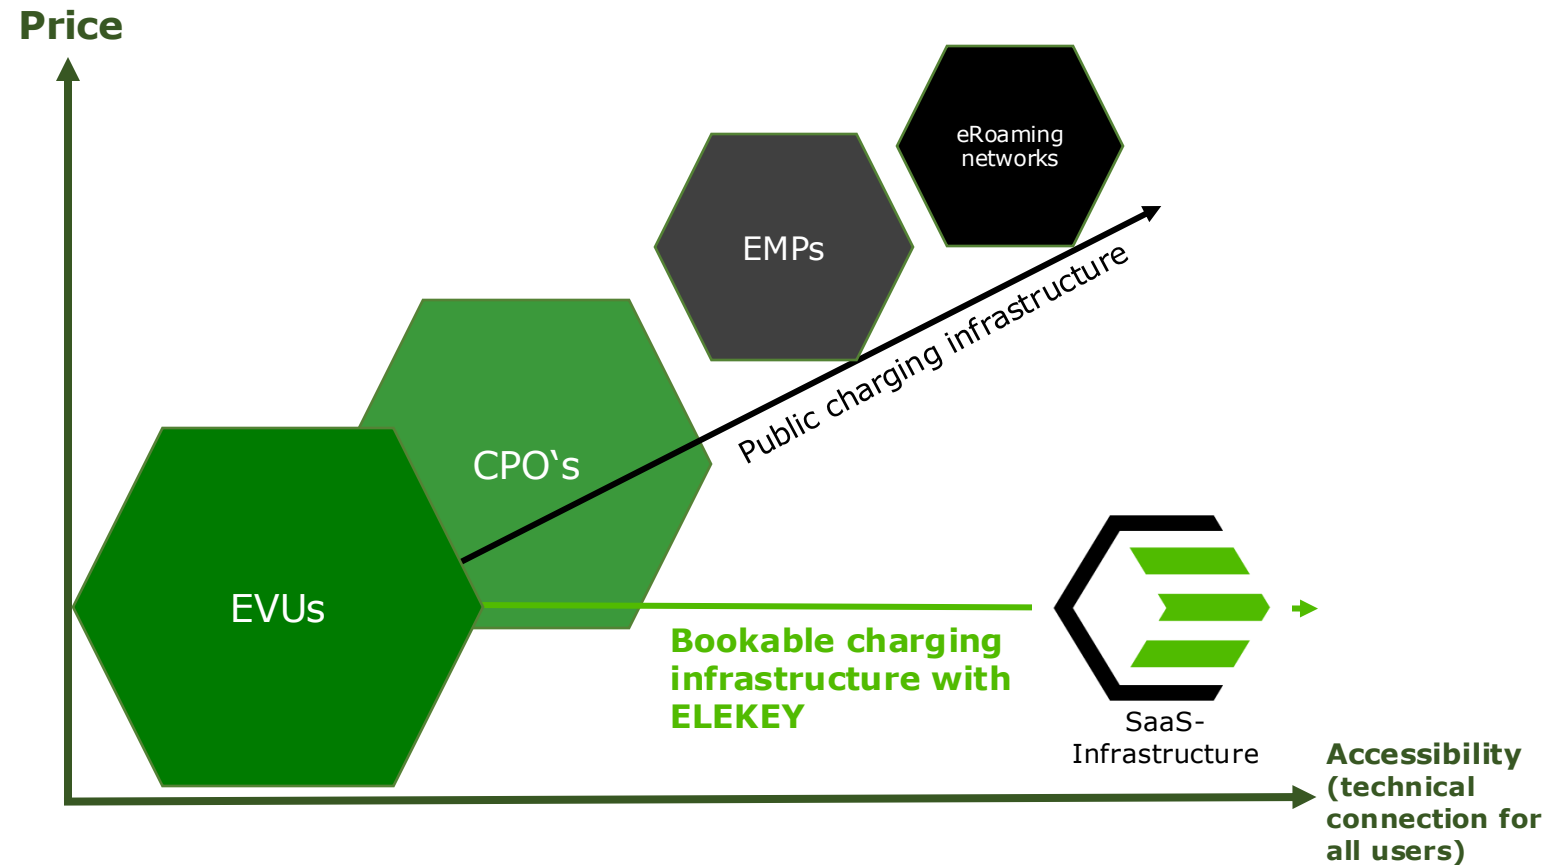 Price
eRoaming
networks
EMPs
Public charging infrastructure
CPO‘s
EVUs
Bookable charging
infrastructure with
ELEKEY
SaaS-
Infrastructure
Accessibility
(technical
connection for
all users)